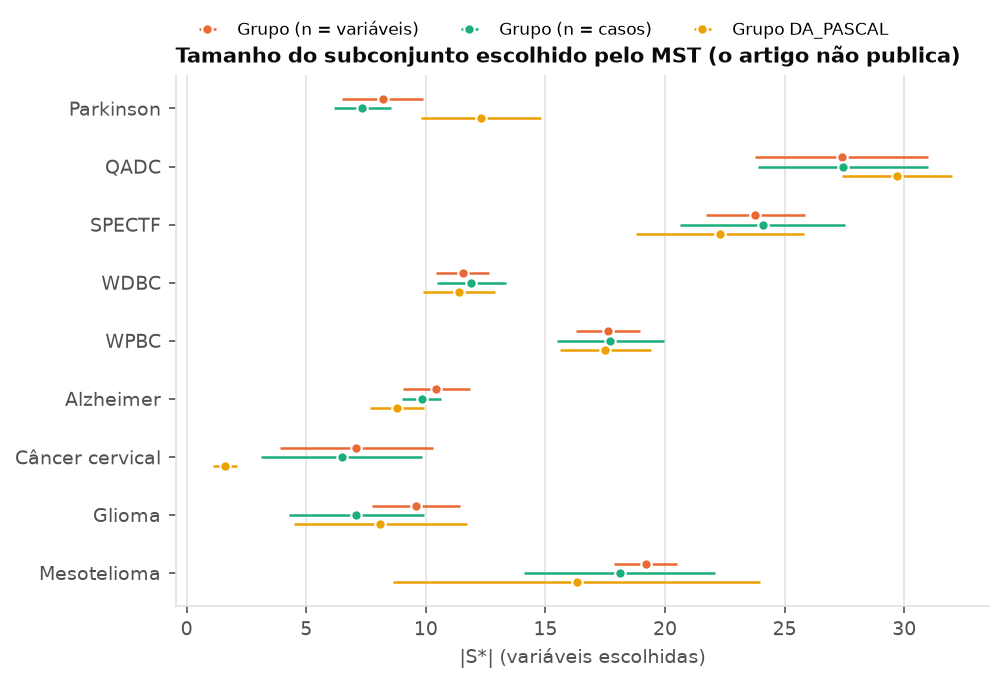 Grupo (n = variáveis)
Grupo (n = casos)
Grupo DA_PASCAL
Tamanho do subconjunto escolhido pelo MST (o artigo não publica)
Parkinson
QADC
SPECTF
WDBC
WPBC
Alzheimer
Câncer cervical
Glioma
Mesotelioma
0 5 10 15 20 25 30
|S*| (variáveis escolhidas)